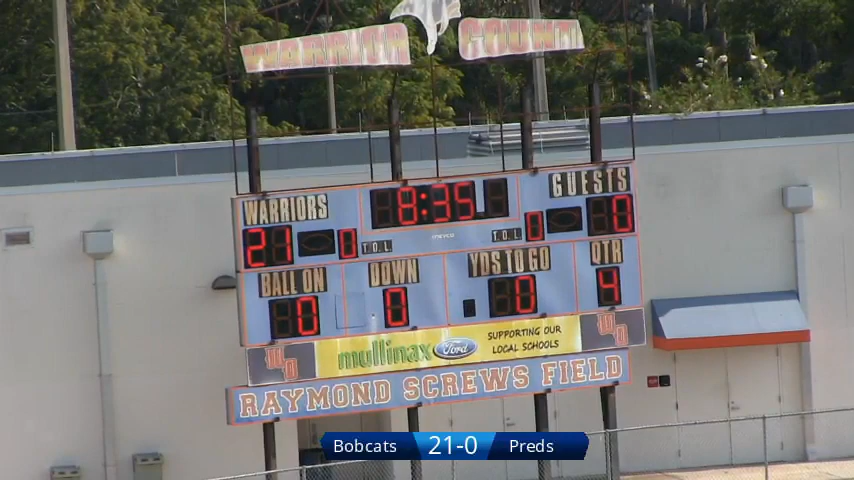 WARRIOR COUNTRY
WARRIORS 8:35 GUESTS
21 0 T.O.L. T.O.L. 0 0
BALL ON DOWN YDS TO GO QTR
0 0 0 4
mullinax Ford SUPPORTING OUR
LOCAL SCHOOLS
RAYMOND SCREWS FIELD
Bobcats 21-0 Preds